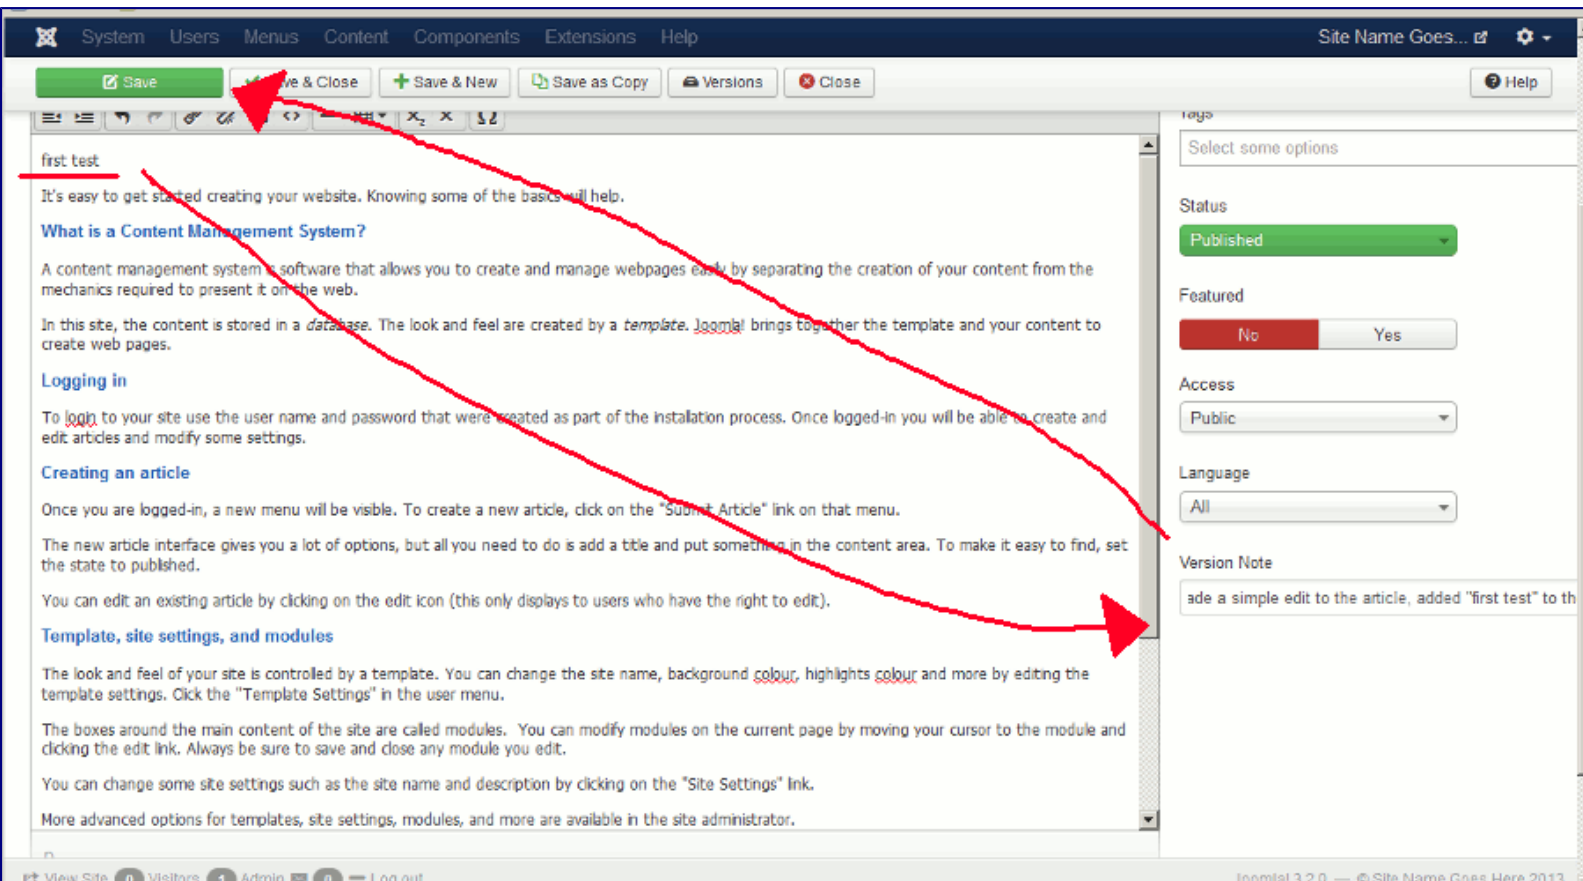 System Users Menus Content Components Extensions Help
Site Name Goes...
Save
& Close
Save & New
Save as Copy
Versions
Close
Help
Tags
Select some options
first test
It's easy to get started creating your website. Knowing some of the basics will help.
What is a Content Management System?
A content management system is software that allows you to create and manage webpages easily by separating the creation of your content from the
mechanics required to present it on the web.
In this site, the content is stored in a database. The look and feel are created by a template. Joomla! brings together the template and your content to
create web pages.
Logging in
To login to your site use the user name and password that were created as part of the installation process. Once logged-in you will be able to create and
edit articles and modify some settings.
Creating an article
Once you are logged-in, a new menu will be visible. To create a new article, click on the "Submit Article" link on that menu.
The new article interface gives you a lot of options, but all you need to do is add a title and put something in the content area. To make it easy to find, set
the state to published.
You can edit an existing article by clicking on the edit icon (this only displays to users who have the right to edit).
Template, site settings, and modules
The look and feel of your site is controlled by a template. You can change the site name, background colour, highlights colour and more by editing the
template settings. Click the "Template Settings" in the user menu.
The boxes around the main content of the site are called modules. You can modify modules on the current page by moving your cursor to the module and
clicking the edit link. Always be sure to save and close any module you edit.
You can change some site settings such as the site name and description by clicking on the "Site Settings" link.
More advanced options for templates, site settings, modules, and more are available in the site administrator.
Status
Published
Featured
No Yes
Access
Public
Language
All
Version Note
ade a simple edit to the article, added "first test" to th
View Site 0 Visitors 1 Admin 0 Log out
Joomla! 3.2.0 — © Site Name Goes Here 2013